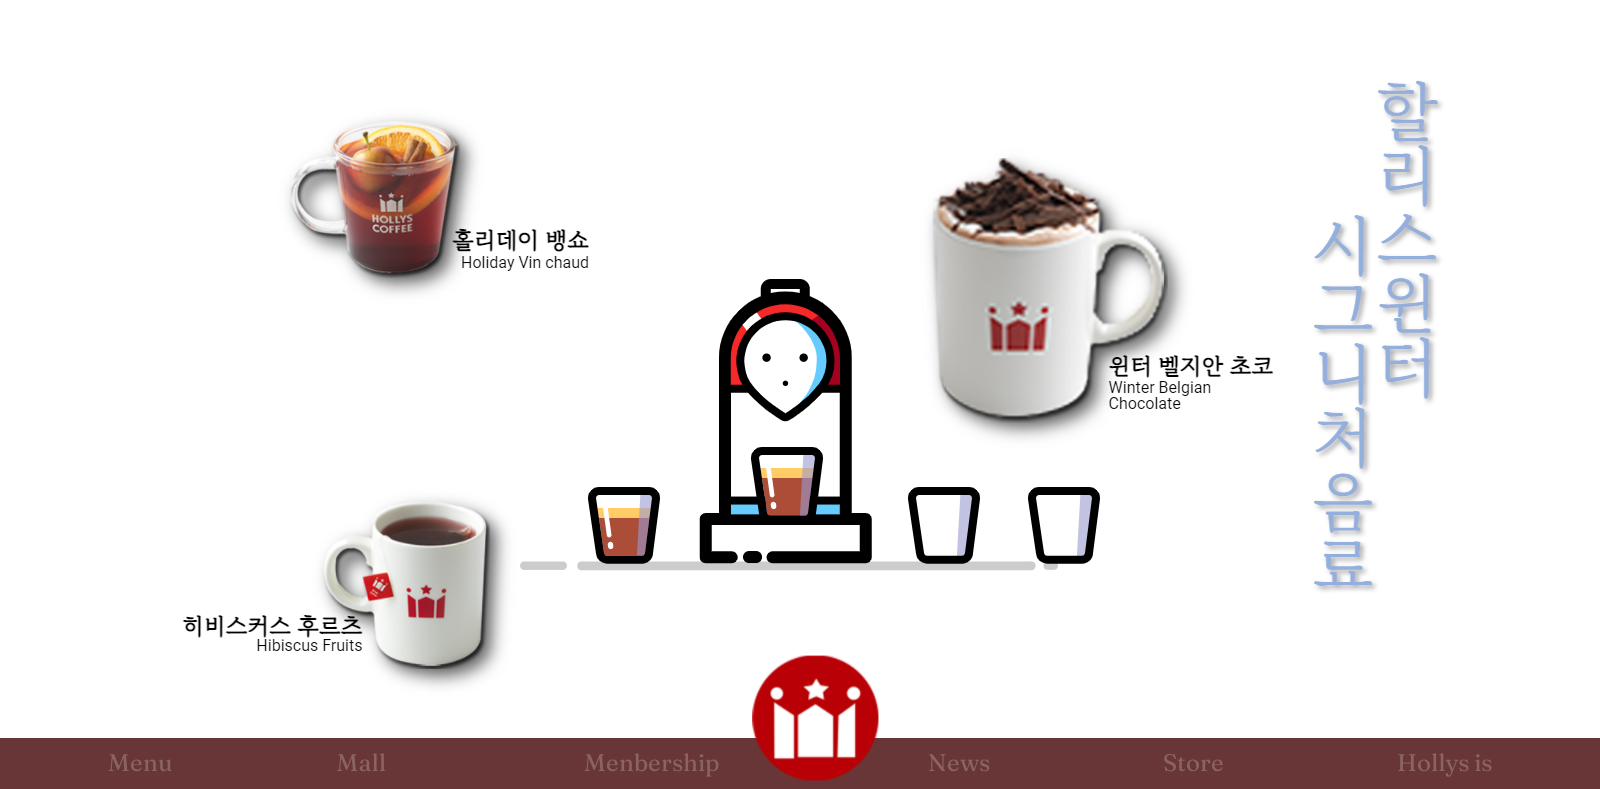 HOLLYS
COFFEE
홀리데이 뱅쇼
Holiday Vin chaud
윈터 벨지안 초코
Winter Belgian
Chocolate
할리스윈터
시그니처음료
히비스커스 후르츠
Hibiscus Fruits
Menu
Mall
Menbership
News
Store
Hollys is